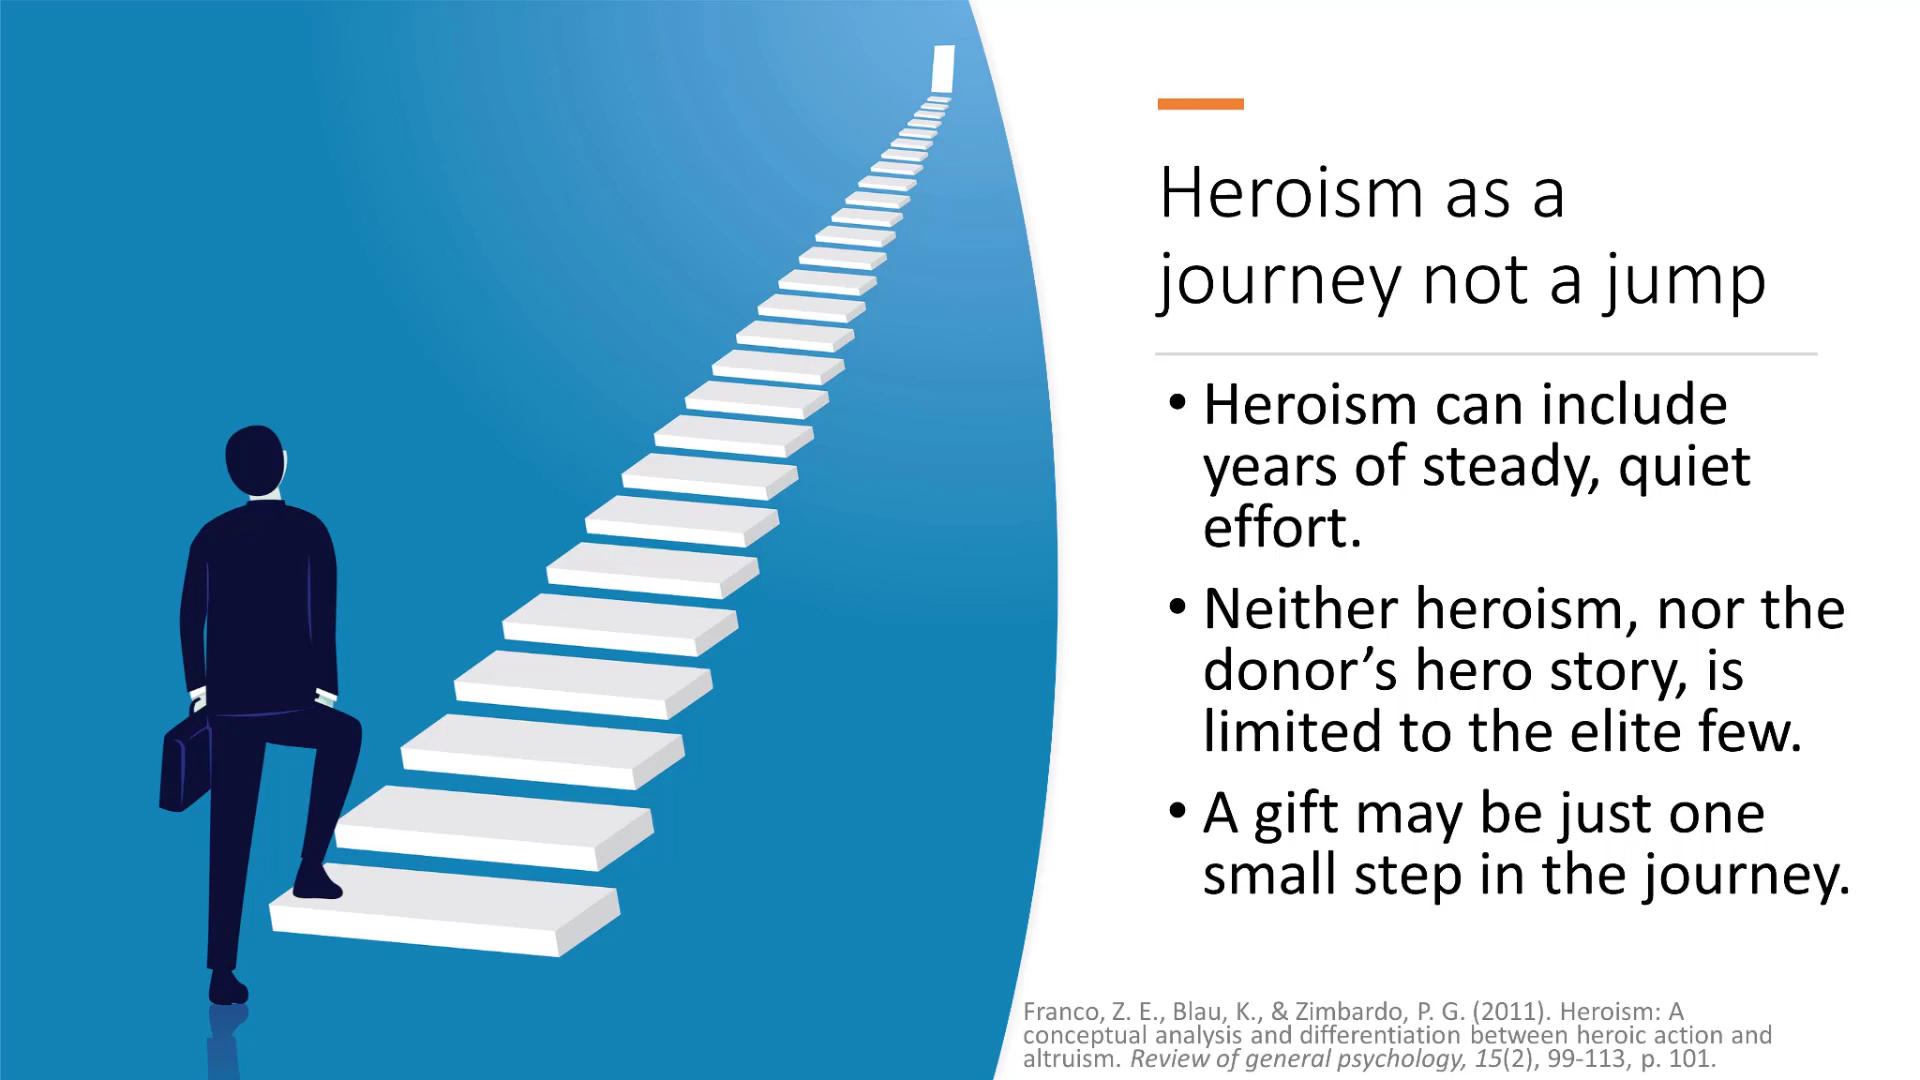 Heroism as a
journey not a jump
• Heroism can include
years of steady, quiet
effort.
• Neither heroism, nor the
donor’s hero story, is
limited to the elite few.
• A gift may be just one
small step in the journey.
Franco, Z. E., Blau, K., & Zimbardo, P. G. (2011). Heroism: A
conceptual analysis and differentiation between heroic action and
altruism. Review of general psychology, 15(2), 99-113, p. 101.